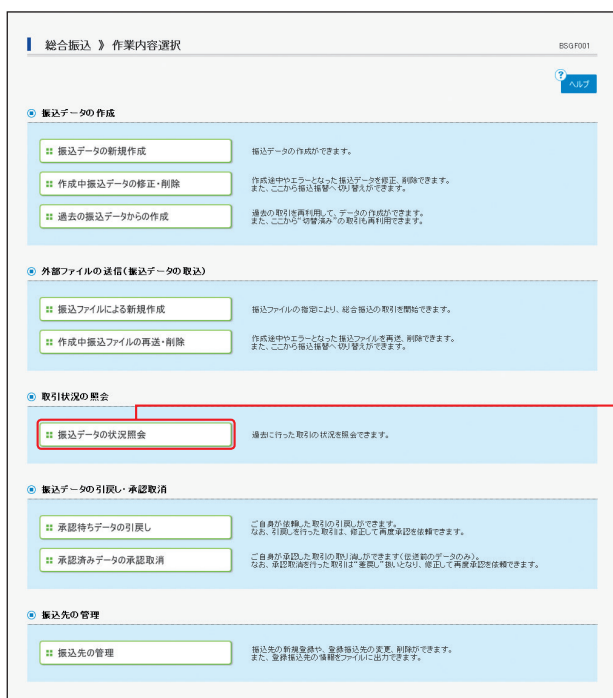 総合振込 》 作業内容選択
BSGF001
?
ヘルプ
振込データの作成
振込データの新規作成
振込データの作成ができます。
作成中振込データの修正・削除
作成途中やエラーとなった振込データを修正、削除できます。
また、ここから振込振替へ切り替えができます。
過去の振込データからの作成
過去の取引を再利用して、データの作成ができます。
また、ここから“切替済み”の取引も再利用できます。
外部ファイルの送信(振込データの取込)
振込ファイルによる新規作成
振込ファイルの指定により、総合振込の取引を開始できます。
作成中振込ファイルの再送・削除
作成途中やエラーとなった振込ファイルを再送、削除できます。
また、ここから振込振替へ切り替えができます。
取引状況の照会
振込データの状況照会
過去に行った取引の状況を照会できます。
振込データの引戻し・承認取消
承認待ちデータの引戻し
ご自身が依頼した取引の引戻しができます。
なお、引戻しを行った取引は、修正して再度承認を依頼できます。
承認済みデータの承認取消
ご自身が承認した取引の取り消しができます(伝送前のデータのみ)。
なお、承認取消を行った取引は“差戻し”扱いとなり、修正して再度承認を依頼できます。
振込先の管理
振込先の管理
振込先の新規登録や、登録振込先の変更、削除ができます。
また、登録振込先の情報をファイルに出力できます。